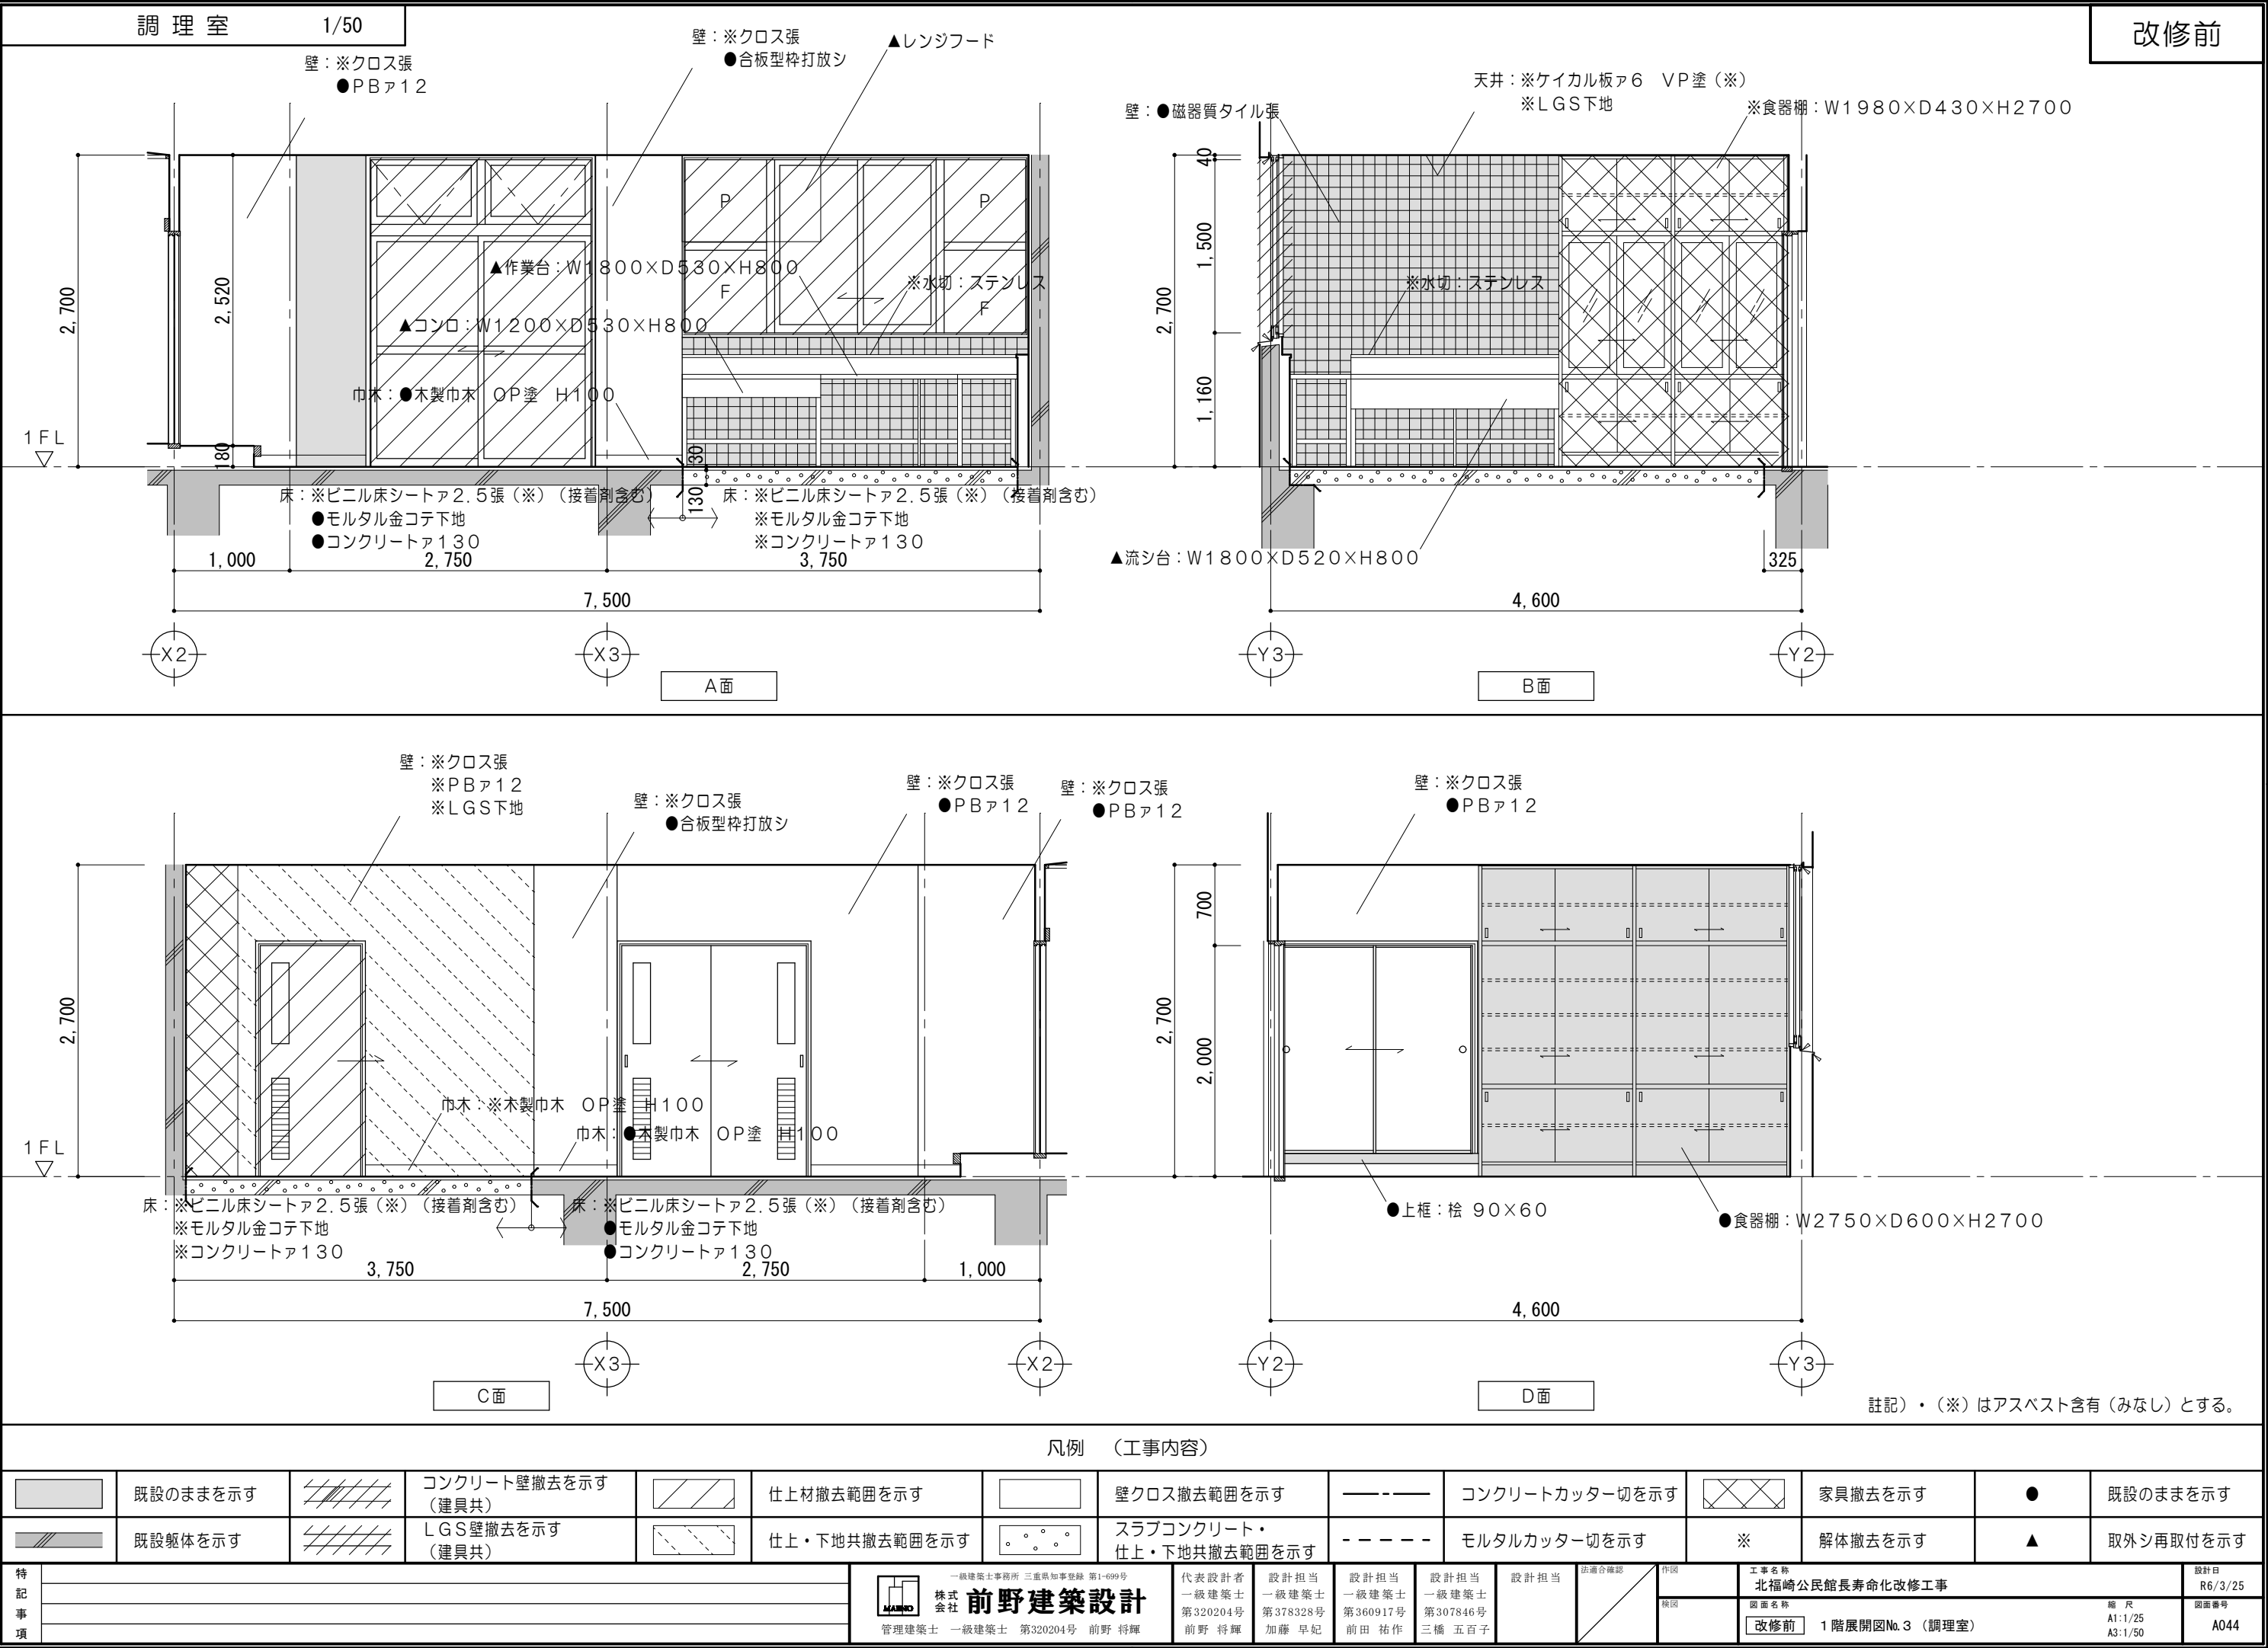 調理室 1/50
改修前
壁：※クロス張
●PBァ12
壁：※クロス張
●合板型枠打放シ
▲レンジフード
2,700
2,520
180
1FL
P
P
F
F
▲作業台：W1800×D530×H800
※水切：ステンレス
▲コンロ：W1200×D530×H800
巾木：●木製巾木 OP塗 H100
30
130
床：※ビニル床シートァ2.5張（※）（接着剤含む）
●モルタル金コテ下地
●コンクリートァ130
床：※ビニル床シートァ2.5張（※）（接着剤含む）
※モルタル金コテ下地
※コンクリートァ130
1,000
2,750
3,750
7,500
X2
X3
A面
壁：●磁器質タイル張
天井：※ケイカル板ァ6 VP塗（※）
※LGS下地
※食器棚：W1980×D430×H2700
40
1,500
2,700
1,160
※水切：ステンレス
▲流シ台：W1800×D520×H800
325
4,600
Y3
Y2
B面
壁：※クロス張
※PBァ12
※LGS下地
壁：※クロス張
●合板型枠打放シ
壁：※クロス張
●PBァ12
壁：※クロス張
●PBァ12
2,700
1FL
巾木：※木製巾木 OP塗 H100
巾木：●木製巾木 OP塗 H100
床：※ビニル床シートァ2.5張（※）（接着剤含む）
※モルタル金コテ下地
※コンクリートァ130
床：※ビニル床シートァ2.5張（※）（接着剤含む）
●モルタル金コテ下地
●コンクリートァ130
3,750
2,750
1,000
7,500
X3
X2
C面
壁：※クロス張
●PBァ12
700
2,700
2,000
●上框：桧 90×60
●食器棚：W2750×D600×H2700
4,600
Y2
Y3
D面
註記）・（※）はアスベスト含有（みなし）とする。
凡例 （工事内容）
既設のままを示す
コンクリート壁撤去を示す
（建具共）
仕上材撤去範囲を示す
壁クロス撤去範囲を示す
コンクリートカッター切を示す
家具撤去を示す
●
既設のままを示す
既設躯体を示す
LGS壁撤去を示す
（建具共）
仕上・下地共撤去範囲を示す
スラブコンクリート・
仕上・下地共撤去範囲を示す
モルタルカッター切を示す
※
解体撤去を示す
▲
取外シ再取付を示す
特記事項
MAENO
一級建築士事務所 三重県知事登録 第1-699号
株式会社 前野建築設計
管理建築士 一級建築士 第320204号 前野 将輝
代表設計者
一級建築士
第320204号
前野 将輝
設計担当
一級建築士
第378328号
加藤 早妃
設計担当
一級建築士
第360917号
前田 祐作
設計担当
一級建築士
第307846号
三橋 五百子
設計担当
法適合確認
作図
検図
工事名称
北福崎公民館長寿命化改修工事
図面名称
改修前 1階展開図№3 （調理室）
縮尺
A1:1/25
A3:1/50
設計日
R6/3/25
図面番号
A044